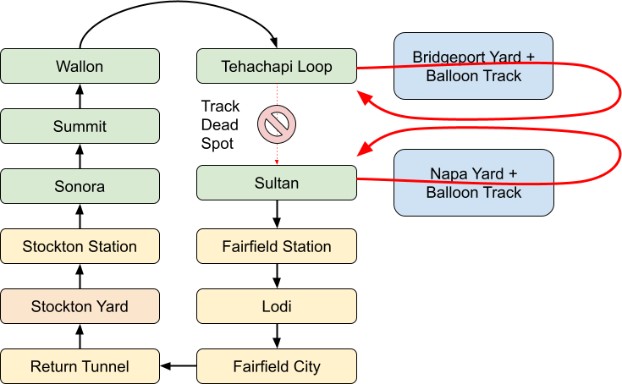 Wallon
Tehachapi Loop
Bridgeport Yard +
Balloon Track
Track
Dead
Spot
Summit
Sonora
Sultan
Napa Yard +
Balloon Track
Stockton Station
Fairfield Station
Stockton Yard
Lodi
Return Tunnel
Fairfield City